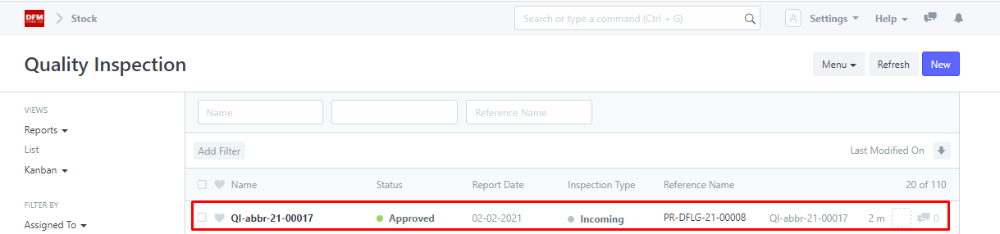 DFM Stock Search or type a command (Ctrl + G) A Settings Help
Quality Inspection Menu Refresh New
VIEWS
Reports
List
Kanban
FILTER BY
Assigned To
Name Reference Name
Add Filter Last Modified On
Name Status Report Date Inspection Type Reference Name 20 of 110
QI-abbr-21-00017 Approved 02-02-2021 Incoming PR-DFLG-21-00008 QI-abbr-21-00017 2 m 0